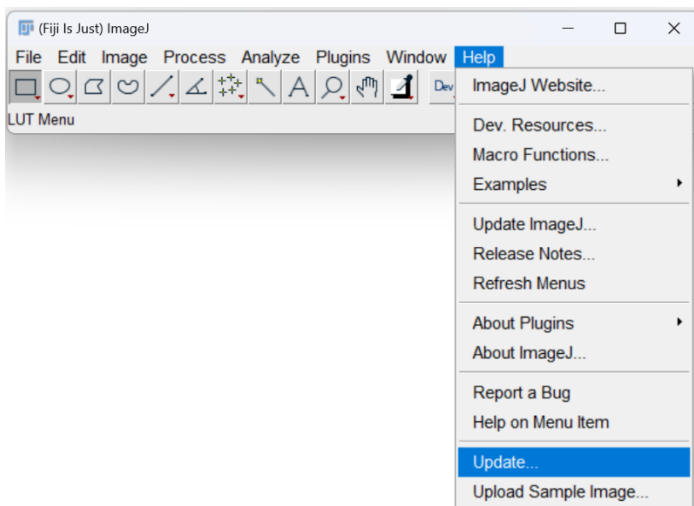 (Fiji Is Just) ImageJ
File Edit Image Process Analyze Plugins Window Help
A Dev
LUT Menu
ImageJ Website...
Dev. Resources...
Macro Functions...
Examples
Update ImageJ...
Release Notes...
Refresh Menus
About Plugins
About ImageJ...
Report a Bug
Help on Menu Item
Update...
Upload Sample Image...